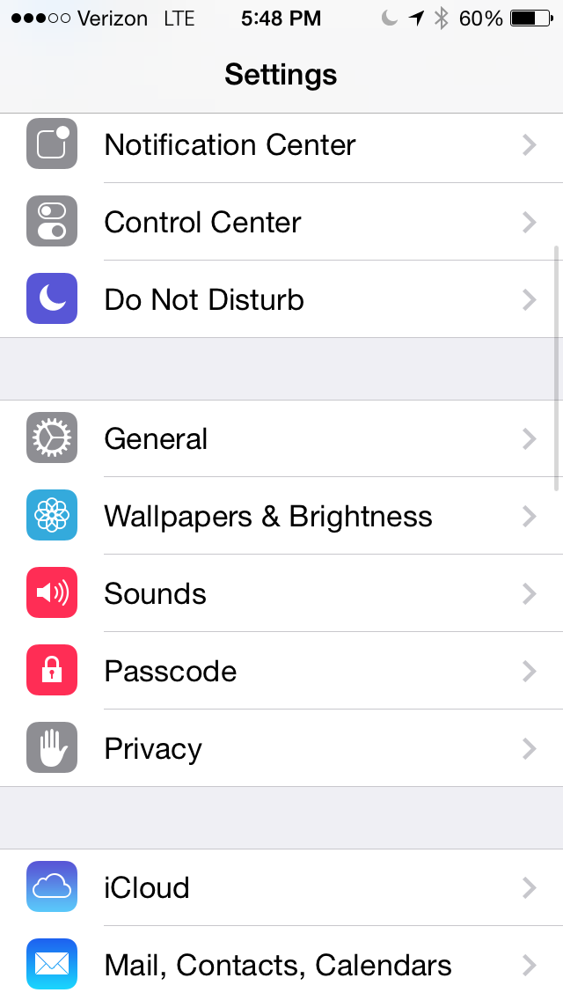 Verizon LTE 5:48 PM 60%
Settings
Notification Center
Control Center
Do Not Disturb
General
Wallpapers & Brightness
Sounds
Passcode
Privacy
iCloud
Mail, Contacts, Calendars